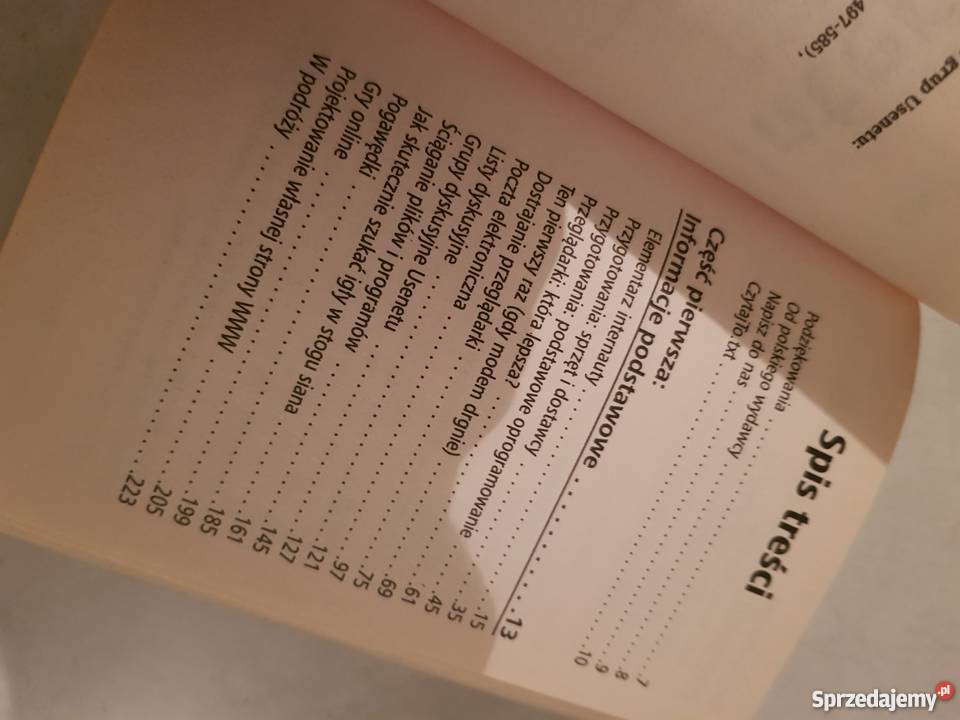 497-585),
grup Usenetu:
Spis treści
Podziękowania . . . . . . . . . . 7
Od polskiego wydawcy . . . . . . . . . . 8
Napisz do nas . . . . . . . . . . 9
CzytajTo.txt . . . . . . . . . . 10
Część pierwsza:
Informacje podstawowe . . . . . . . . . . 13
Elementarz internauty . . . . . . . . . . 15
Przygotowania: sprzęt i dostawcy . . . . . . . . . . 35
Przygotowania: podstawowe oprogramowanie . . . . . . . . . . 45
Przeglądarki: która lepsza? . . . . . . . . . . 61
Ten pierwszy raz (gdy modem drgnie) . . . . . . . . . . 69
Dostrajanie przeglądarki . . . . . . . . . . 75
Poczta elektroniczna . . . . . . . . . . 97
Listy dyskusyjne . . . . . . . . . . 121
Grupy dyskusyjne Usenetu . . . . . . . . . . 127
Ściąganie plików i programów . . . . . . . . . . 145
Jak skutecznie szukać igły w stogu siana . . . . . . . . . . 161
Pogawędki . . . . . . . . . . 185
Gry online . . . . . . . . . . 199
Projektowanie własnej strony WWW . . . . . . . . . . 205
W podróży . . . . . . . . . . 223
Sprzedajemy.pl